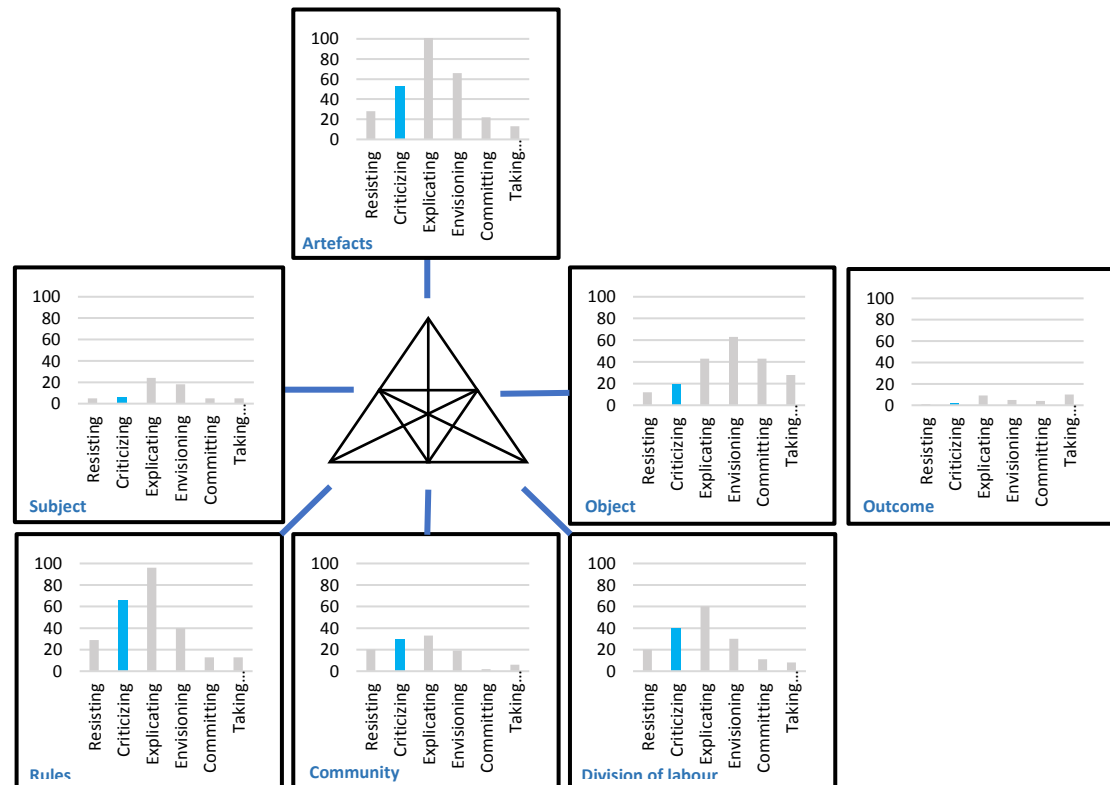 100
80
60
40
20
0
Resisting
Criticizing
Explicating
Envisioning
Committing
Taking…
Artefacts
100
80
60
40
20
0
Resisting
Criticizing
Explicating
Envisioning
Committing
Taking…
Subject
100
80
60
40
20
0
Resisting
Criticizing
Explicating
Envisioning
Committing
Taking…
Object
100
80
60
40
20
0
Resisting
Criticizing
Explicating
Envisioning
Committing
Taking…
Outcome
100
80
60
40
20
0
Resisting
Criticizing
Explicating
Envisioning
Committing
Taking…
Rules
100
80
60
40
20
0
Resisting
Criticizing
Explicating
Envisioning
Committing
Taking…
Community
100
80
60
40
20
0
Resisting
Criticizing
Explicating
Envisioning
Committing
Taking…
Division of labour